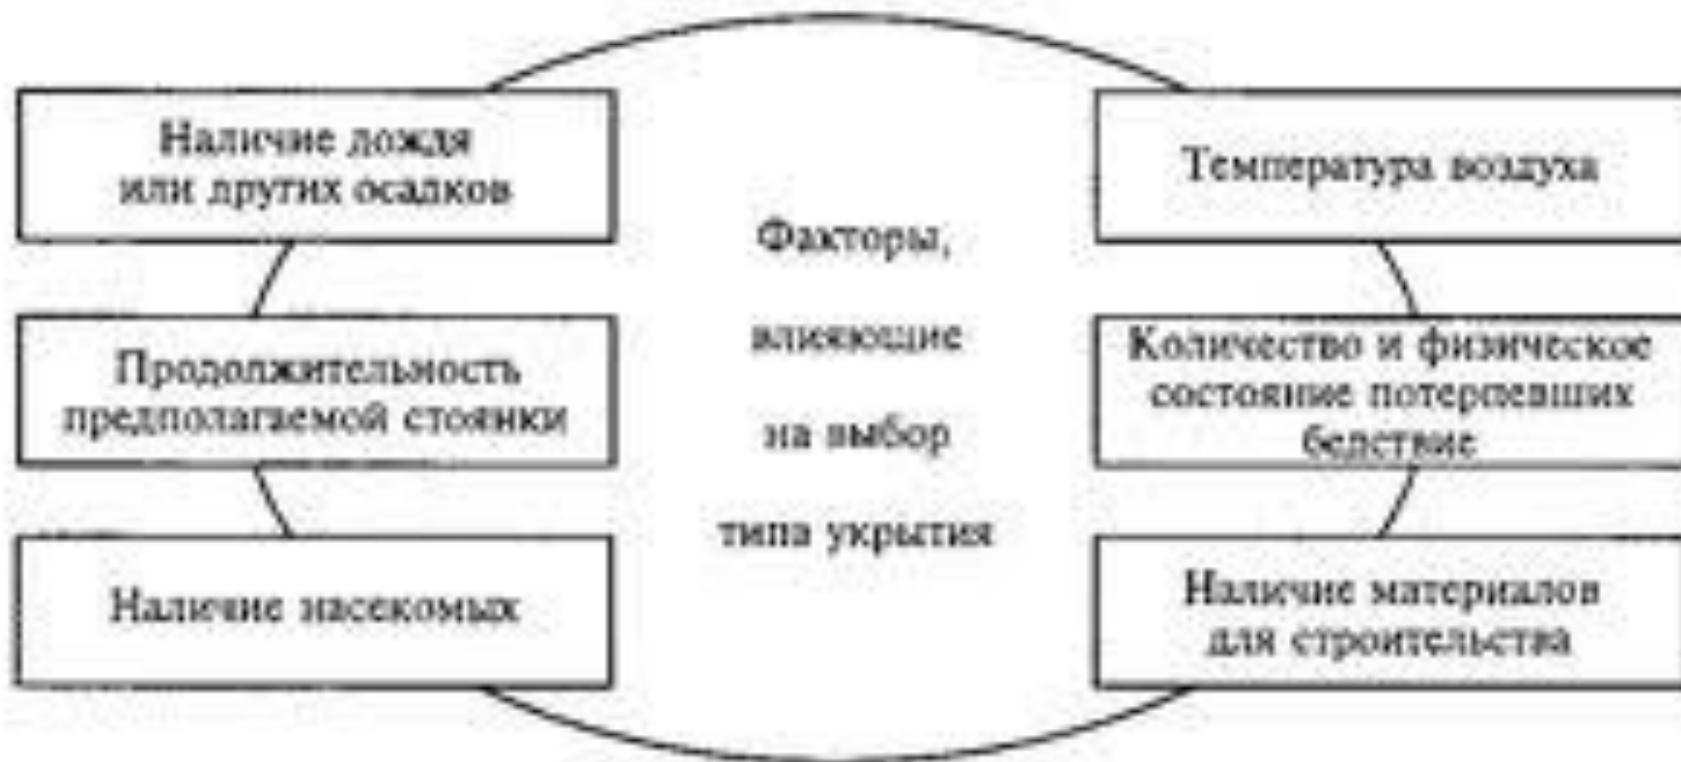 Наличие дождя
или других осадков
Продолжительность
предполагаемой стоянки
Наличие насекомых
Факторы,
влияющие
на выбор
типа укрытия
Температура воздуха
Количество и физическое
состояние потерпевших
бедствие
Наличие материалов
для строительства